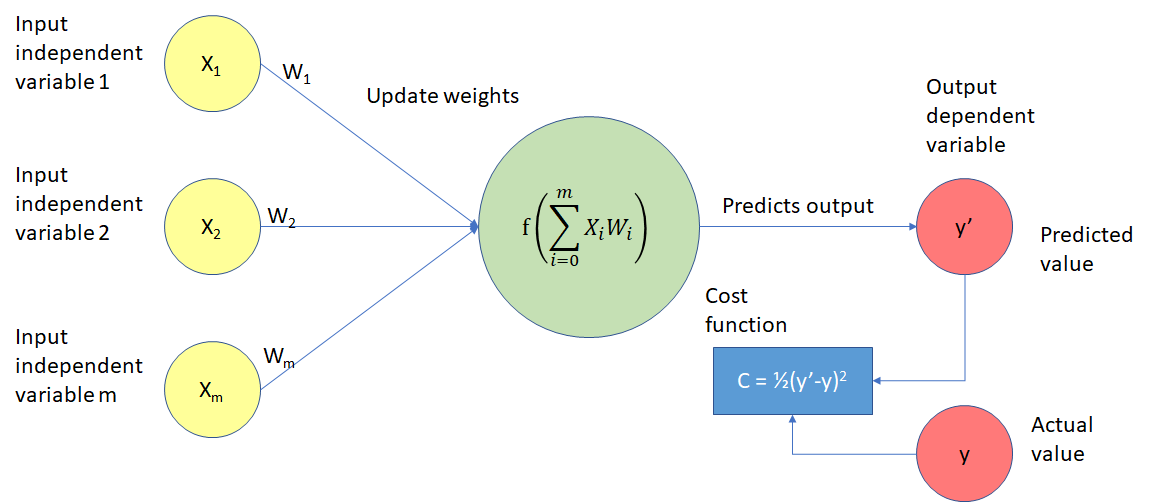 Input
independent
variable 1
X₁
W₁
Update weights
Input
independent
variable 2
X₂
W₂
Input
independent
variable m
Xₘ
Wₘ
f(∑ᵢ₌₀ᵐ XᵢWᵢ)
Predicts output
Output
dependent
variable
y’
Predicted
value
Cost
function
C = ½(y’-y)²
y
Actual
value